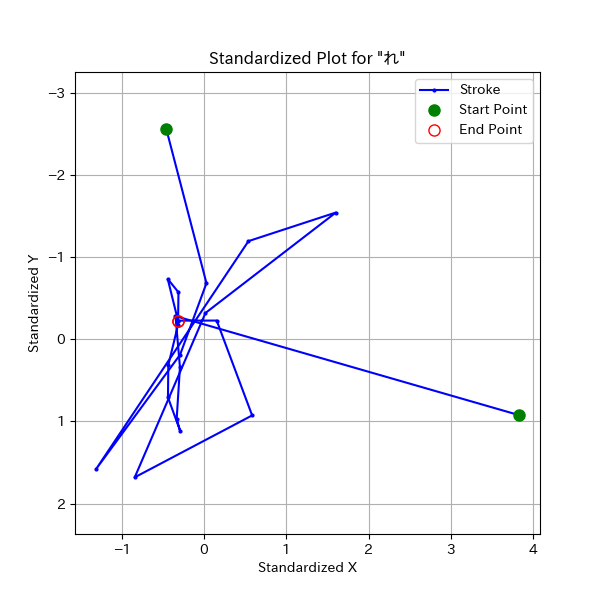 Standardized Plot for "れ"
Stroke
Start Point
End Point
Standardized Y
−3
−2
−1
0
1
2
−1 0 1 2 3 4
Standardized X